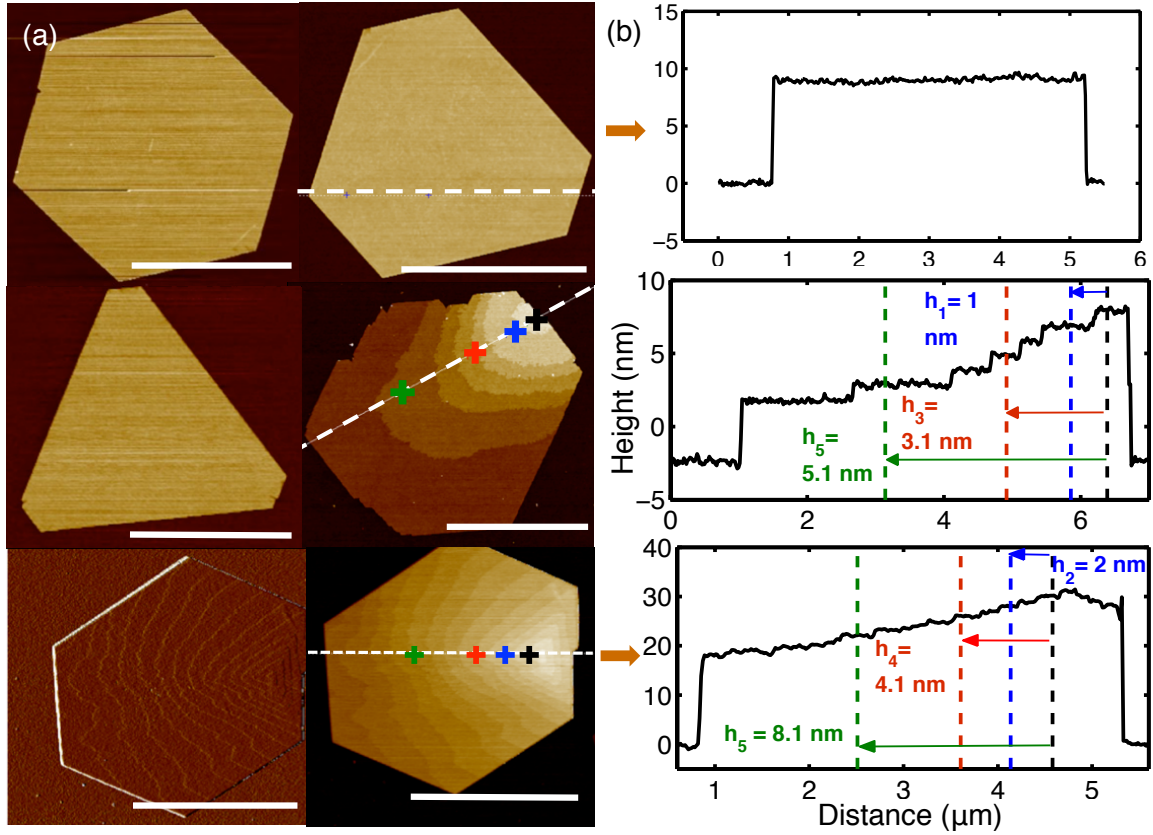 (a)
(b)
15
10
5
0
−5
0 1 2 3 4 5 6
10
5
0
−5
h1= 1
nm
h3=
3.1 nm
h5=
5.1 nm
0 2 4 6
Height (nm)
40
30
20
10
0
h2= 2 nm
h4=
4.1 nm
h5 = 8.1 nm
1 2 3 4 5
Distance (μm)